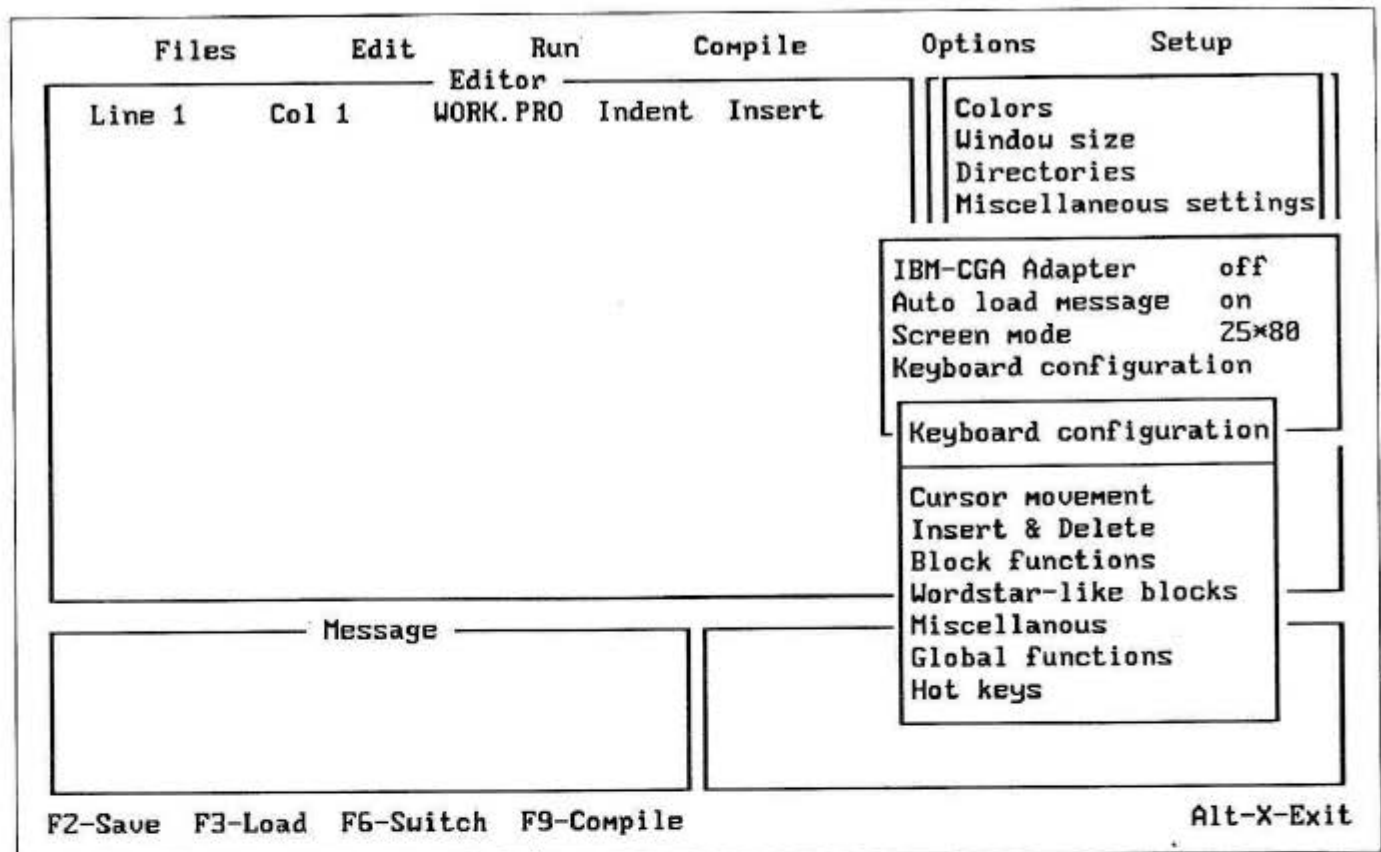 Files Edit Run Compile Options Setup
Editor
Line 1 Col 1 WORK.PRO Indent Insert
Colors
Window size
Directories
Miscellaneous settings
IBM-CGA Adapter off
Auto load message on
Screen mode 25*80
Keyboard configuration
Keyboard configuration
Cursor movement
Insert & Delete
Block functions
Wordstar-like blocks
Miscellanous
Global functions
Hot keys
Message
F2-Save F3-Load F6-Switch F9-Compile Alt-X-Exit